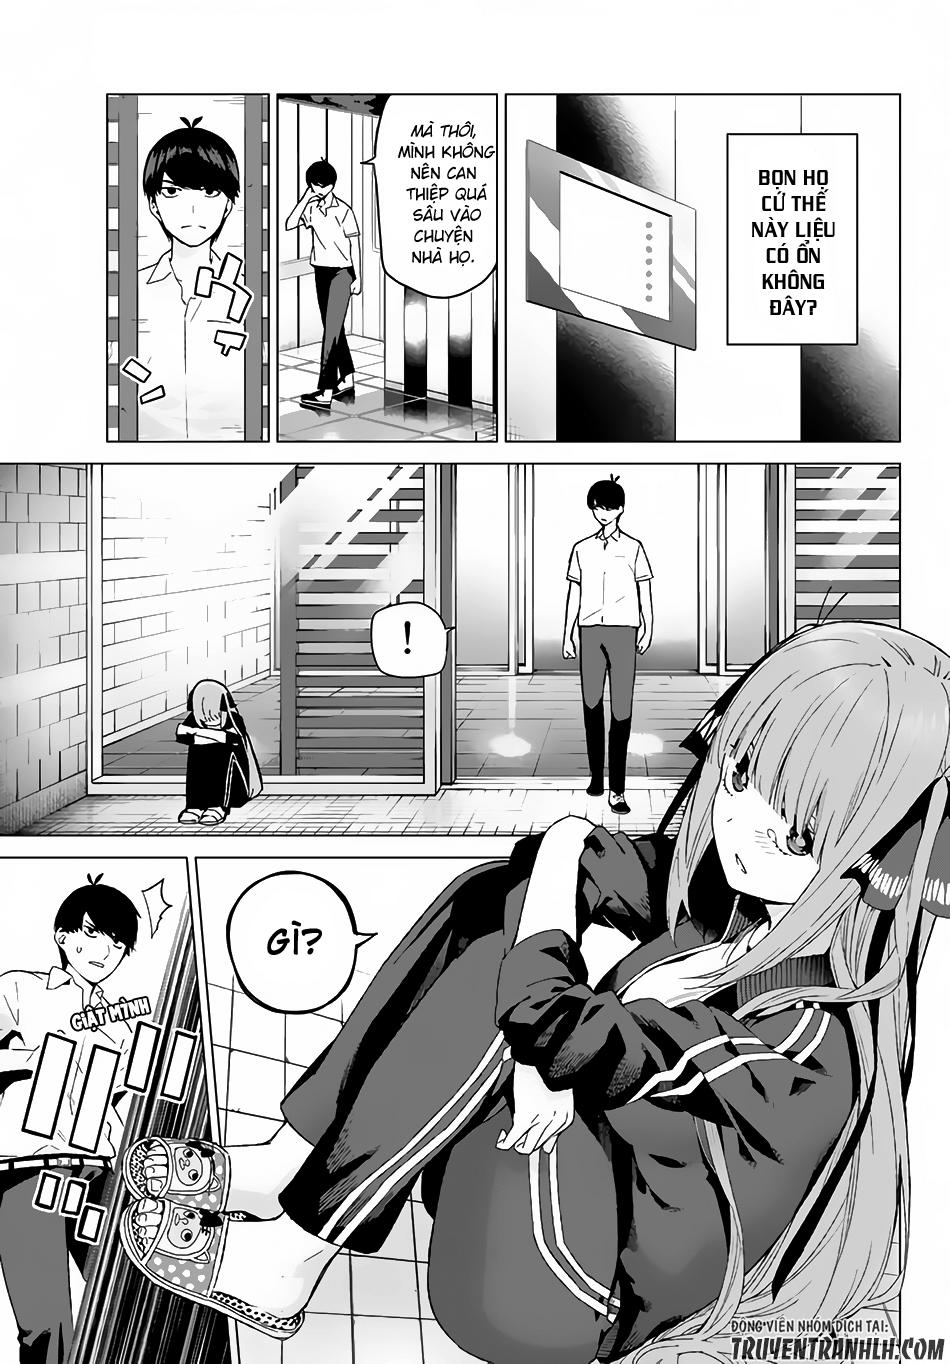 BỌN HỌ
CỨ THẾ
NÀY LIỆU
CÓ ỔN
KHÔNG
ĐÂY?
MÀ THÔI,
MÌNH KHÔNG
NÊN CAN
THIỆP QUÁ
SÂU VÀO
CHUYỆN
NHÀ HỌ.
!
GÌ?
GIẬT MÌNH
ĐỘNG VIÊN NHÓM DỊCH TẠI:
TRUYENTRANHLH.COM